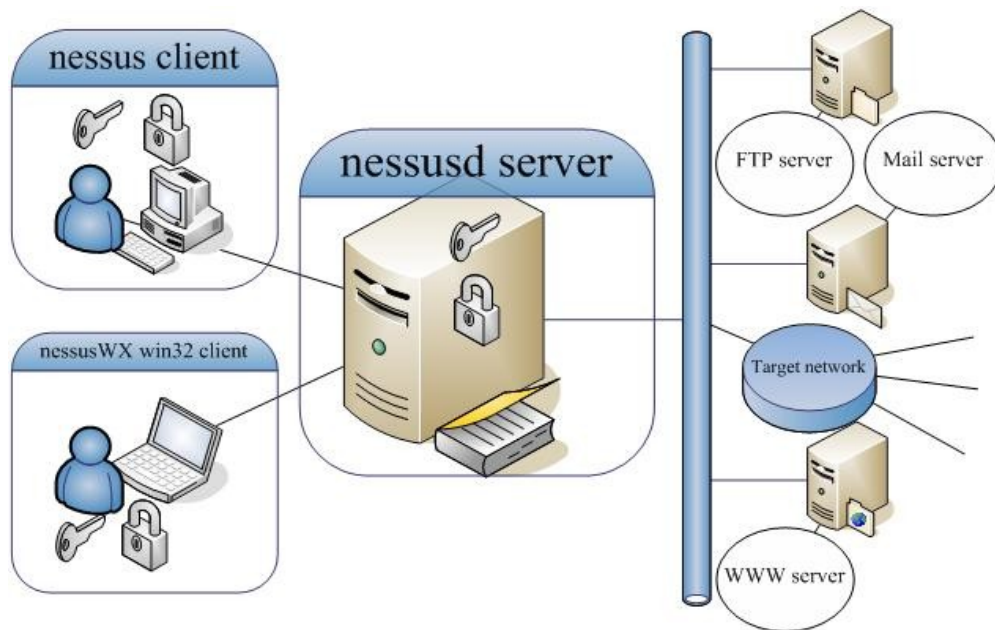 nessus client
nessusWX win32 client
nessusd server
FTP server
Mail server
Target network
WWW server